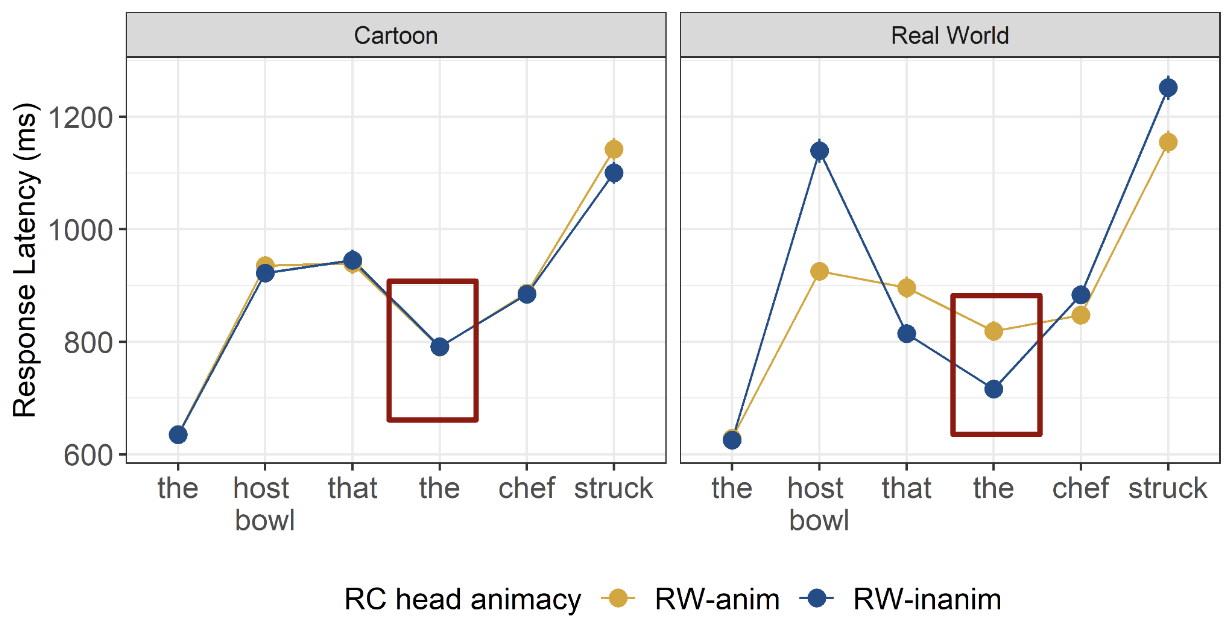 Cartoon
Real World
Response Latency (ms)
1200
1000
800
600
the host that the chef struck
bowl
the host that the chef struck
bowl
RC head animacy RW-anim RW-inanim